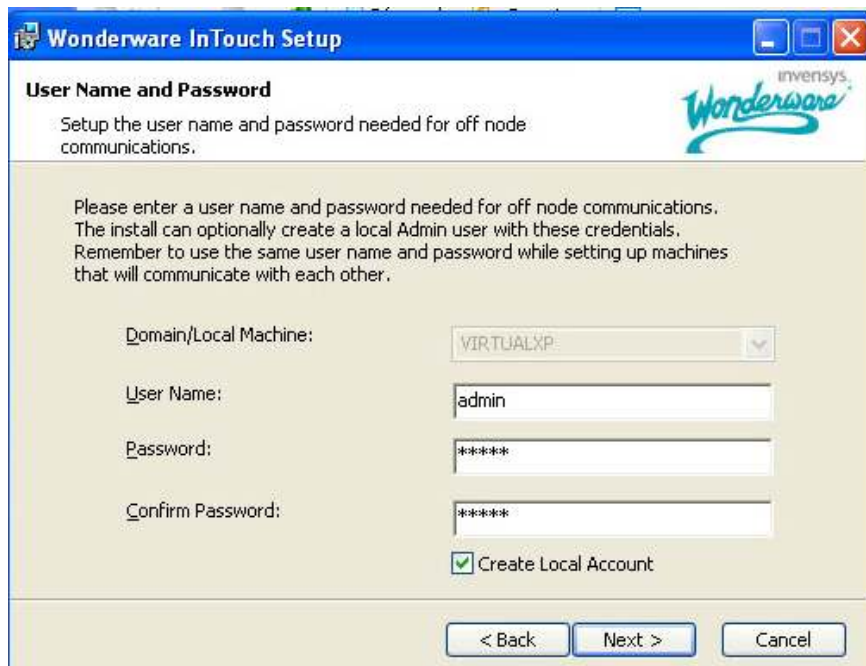 Wonderware InTouch Setup
User Name and Password
invensys
Wonderware
Setup the user name and password needed for off node
communications.
Please enter a user name and password needed for off node communications.
The install can optionally create a local Admin user with these credentials.
Remember to use the same user name and password while setting up machines
that will communicate with each other.
Domain/Local Machine: VIRTUALXP
User Name: admin
Password: *****
Confirm Password: *****
Create Local Account
< Back Next > Cancel